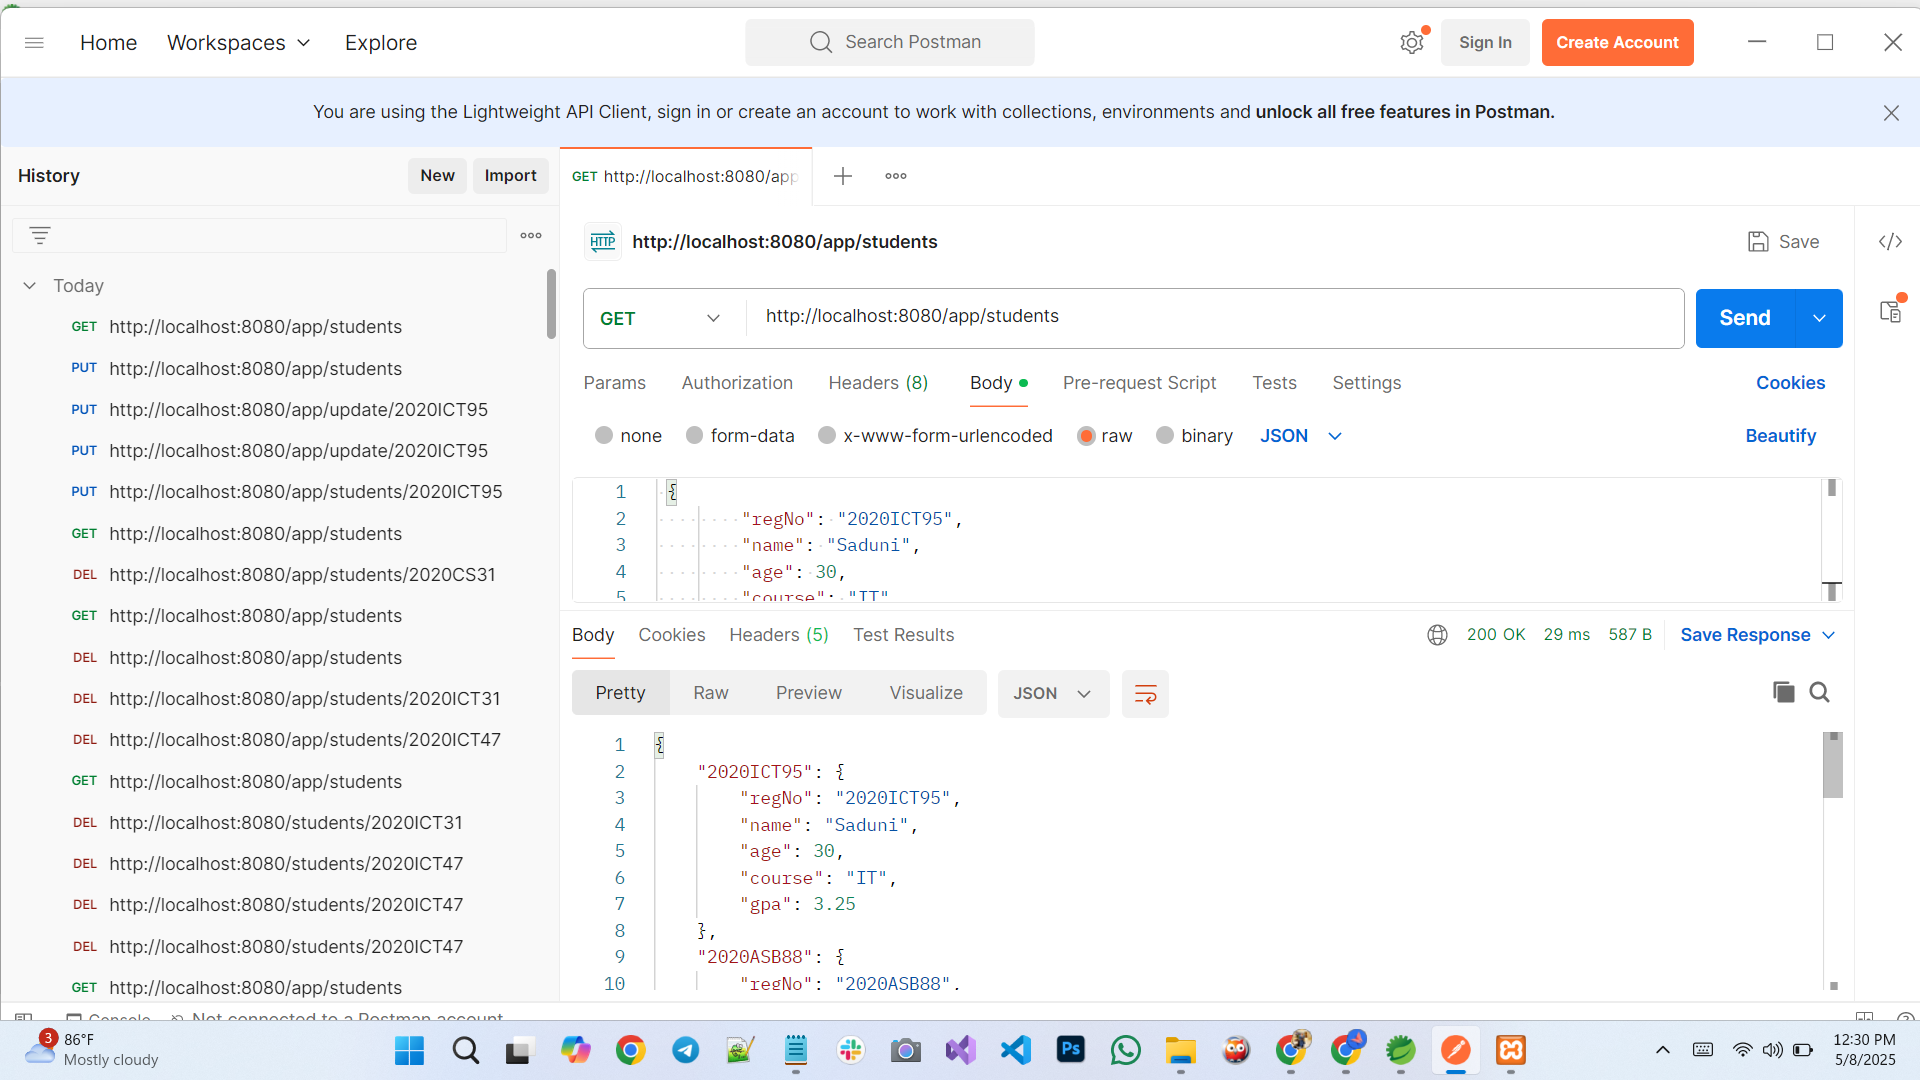 Home Workspaces Explore Search Postman Sign In Create Account
You are using the Lightweight API Client, sign in or create an account to work with collections, environments and unlock all free features in Postman.
History New Import
Today
GET http://localhost:8080/app/students
PUT http://localhost:8080/app/students
PUT http://localhost:8080/app/update/2020ICT95
PUT http://localhost:8080/app/update/2020ICT95
PUT http://localhost:8080/app/students/2020ICT95
GET http://localhost:8080/app/students
DEL http://localhost:8080/app/students/2020CS31
GET http://localhost:8080/app/students
DEL http://localhost:8080/app/students
DEL http://localhost:8080/app/students/2020ICT31
DEL http://localhost:8080/app/students/2020ICT47
GET http://localhost:8080/app/students
DEL http://localhost:8080/students/2020ICT31
DEL http://localhost:8080/students/2020ICT47
DEL http://localhost:8080/students/2020ICT47
DEL http://localhost:8080/students/2020ICT47
GET http://localhost:8080/app/students
GET http://localhost:8080/app
HTTP http://localhost:8080/app/students Save </>
GET http://localhost:8080/app/students Send
Params Authorization Headers (8) Body Pre-request Script Tests Settings Cookies
none form-data x-www-form-urlencoded raw binary JSON Beautify
1 {
2 "regNo": "2020ICT95",
3 "name": "Saduni",
4 "age": 30,
5 "course": "IT"
Body Cookies Headers (5) Test Results 200 OK 29 ms 587 B Save Response
Pretty Raw Preview Visualize JSON
1 {
2 "2020ICT95": {
3 "regNo": "2020ICT95",
4 "name": "Saduni",
5 "age": 30,
6 "course": "IT",
7 "gpa": 3.25
8 },
9 "2020ASB88": {
10 "regNo": "2020ASB88",
Console Not connected to a Postman account
3 86°F
Mostly cloudy
Ps
12:30 PM
5/8/2025